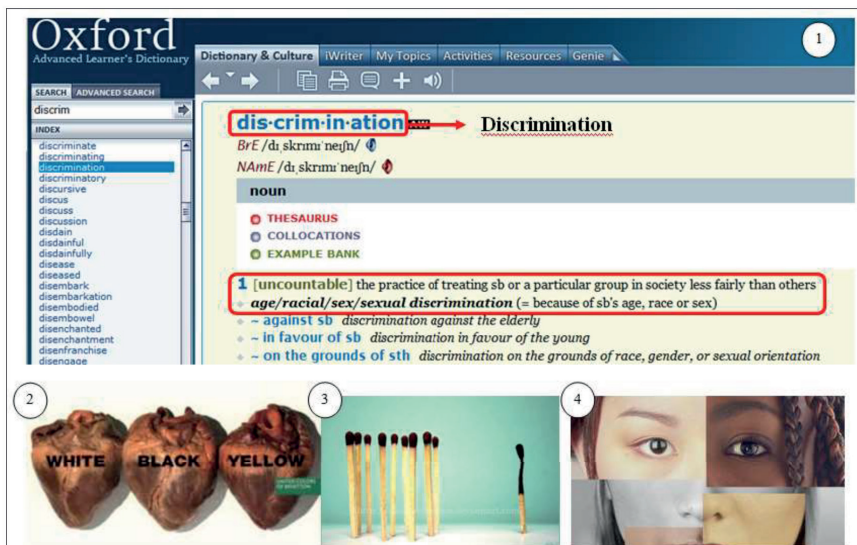 Oxford
Advanced Learner's Dictionary
Dictionary & Culture iWriter My Topics Activities Resources Genie
1
SEARCH ADVANCED SEARCH
discrim
INDEX
discriminate
discriminating
discrimination
discriminatory
discursive
discus
discuss
discussion
disdain
disdainful
disdainfully
disease
diseased
disembark
disembarkation
disembodied
disembowel
disenchanted
disenchantment
disenfranchise
disengage
dis·crim·in·ation Discrimination
BrE /dɪˌskrɪmɪˈneɪʃn/
NAmE /dɪˌskrɪmɪˈneɪʃn/
noun
THESAURUS
COLLOCATIONS
EXAMPLE BANK
1 [uncountable] the practice of treating sb or a particular group in society less fairly than others
age/racial/sex/sexual discrimination (= because of sb's age, race or sex)
~ against sb discrimination against the elderly
~ in favour of sb discrimination in favour of the young
~ on the grounds of sth discrimination on the grounds of race, gender, or sexual orientation
2
WHITE BLACK YELLOW
UNITED COLORS
OF BENETTON
3
4